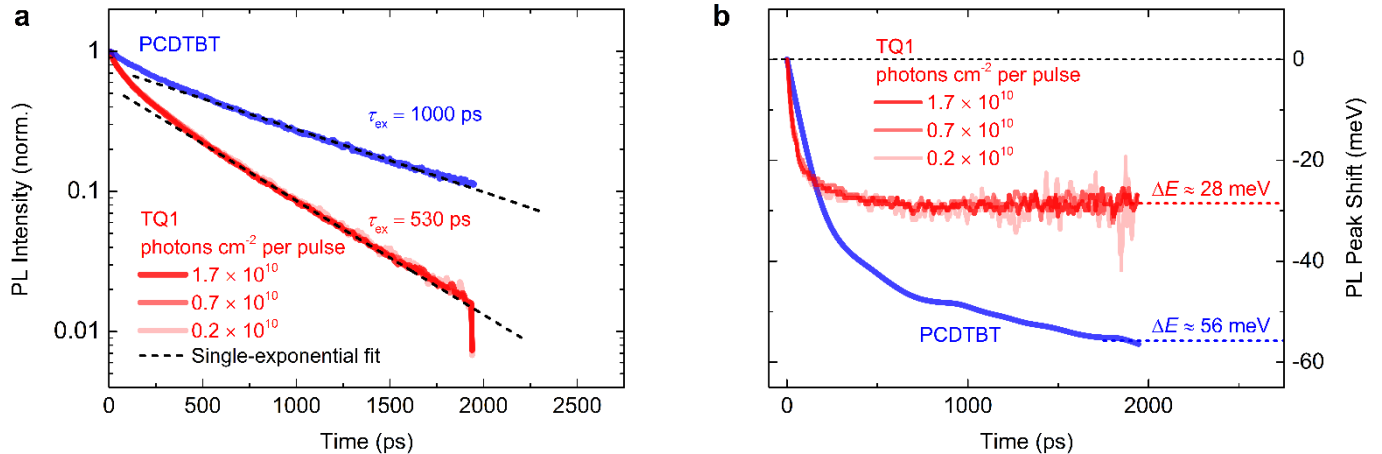 a
PL Intensity (norm.)
1
0.1
0.01
PCDTBT
τex = 1000 ps
τex = 530 ps
TQ1
photons cm-2 per pulse
1.7 × 10^10
0.7 × 10^10
0.2 × 10^10
Single-exponential fit
0 500 1000 1500 2000 2500
Time (ps)
b
TQ1
photons cm-2 per pulse
1.7 × 10^10
0.7 × 10^10
0.2 × 10^10
ΔE ≈ 28 meV
PCDTBT
ΔE ≈ 56 meV
0
-20
-40
-60
PL Peak Shift (meV)
0 1000 2000
Time (ps)